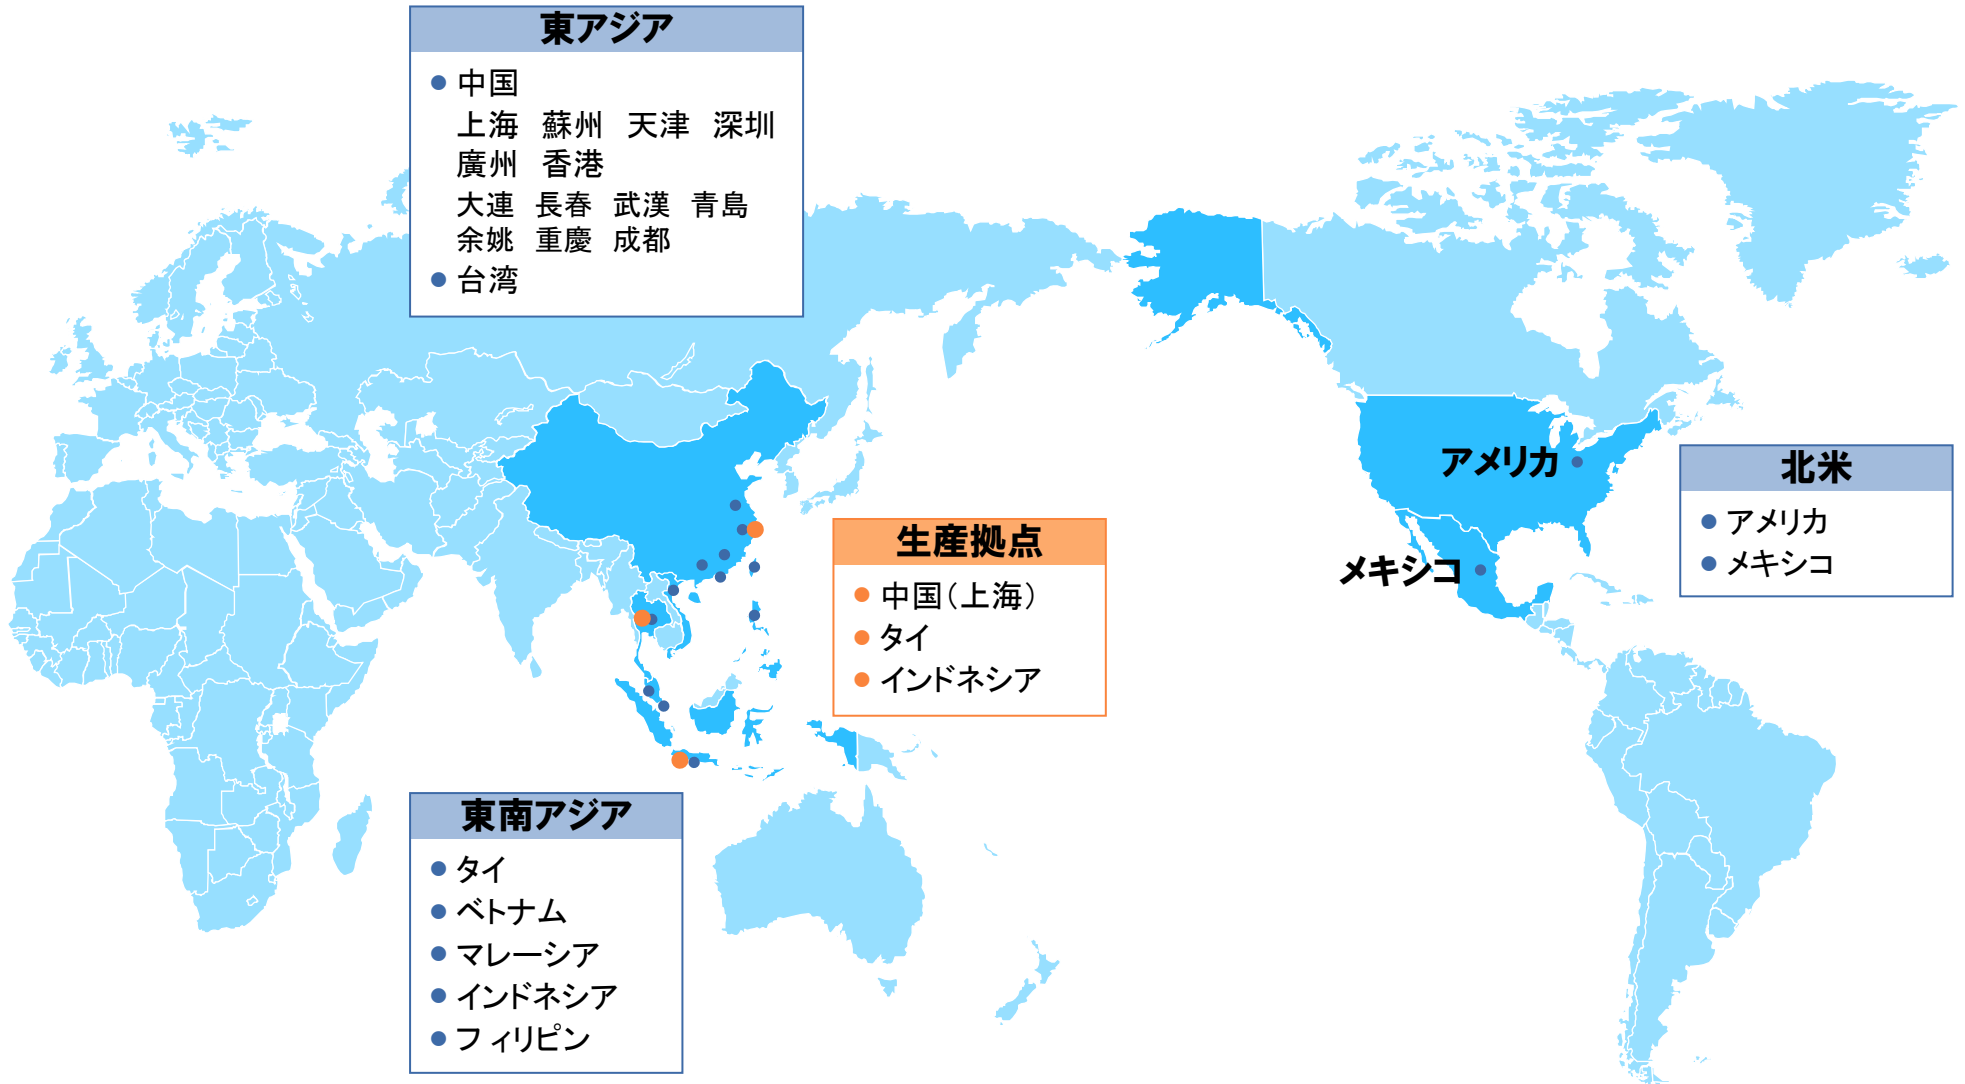 東アジア
中国
上海 蘇州 天津 深圳
廣州 香港
大連 長春 武漢 青島
余姚 重慶 成都
台湾
アメリカ
メキシコ
北米
アメリカ
メキシコ
生産拠点
中国(上海)
タイ
インドネシア
東南アジア
タイ
ベトナム
マレーシア
インドネシア
フィリピン